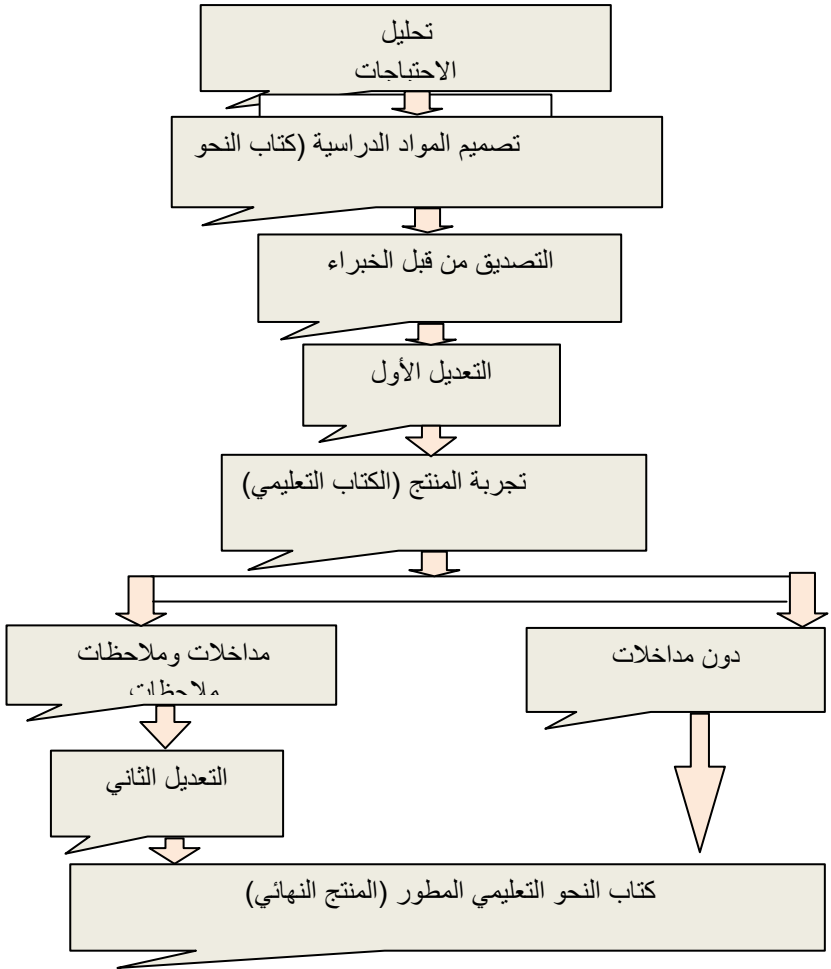 تحليل
الاحتياجات
تصميم المواد الدراسية (كتاب النحو
التصديق من قبل الخبراء
التعديل الأول
تجربة المنتج (الكتاب التعليمي)
مداخلات وملاحظات
ملاحظات
دون مداخلات
التعديل الثاني
كتاب النحو التعليمي المطور (المنتج النهائي)